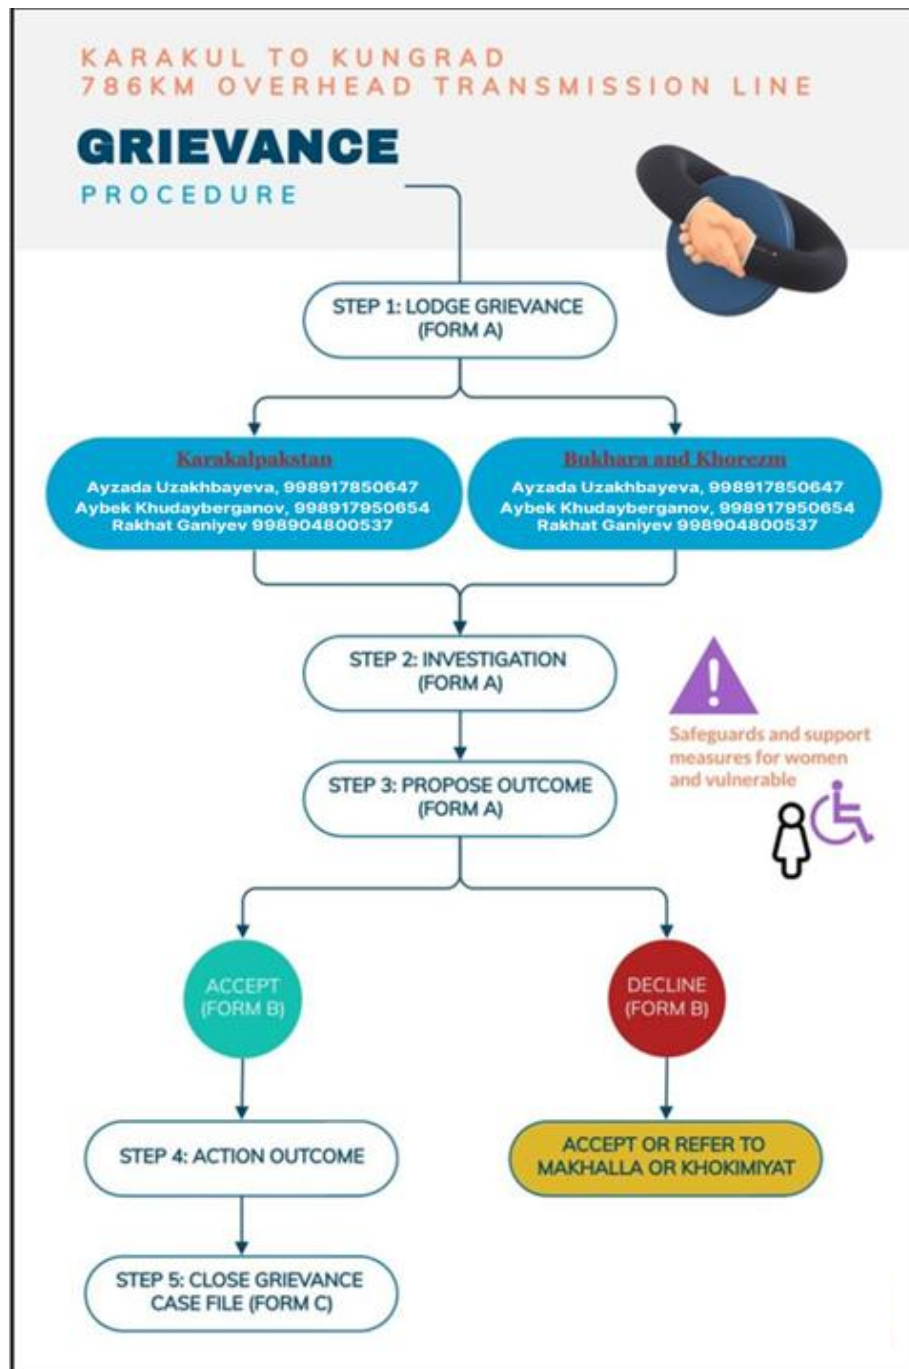 KARAKUL TO KUNGRAD
786KM OVERHEAD TRANSMISSION LINE
GRIEVANCE
PROCEDURE
STEP 1: LODGE GRIEVANCE
(FORM A)
Karakalpakstan
Ayzada Uzakhbayeva, 998917850647
Aybek Khudayberganov, 998917950654
Rakhat Ganiyev 998904800537
Bukhara and Khorezm
Ayzada Uzakhbayeva, 998917850647
Aybek Khudayberganov, 998917950654
Rakhat Ganiyev 998904800537
STEP 2: INVESTIGATION
(FORM A)
Safeguards and support
measures for women
and vulnerable
STEP 3: PROPOSE OUTCOME
(FORM A)
ACCEPT
(FORM B)
DECLINE
(FORM B)
STEP 4: ACTION OUTCOME
ACCEPT OR REFER TO
MAKHALLA OR KHOKIMIYAT
STEP 5: CLOSE GRIEVANCE
CASE FILE (FORM C)